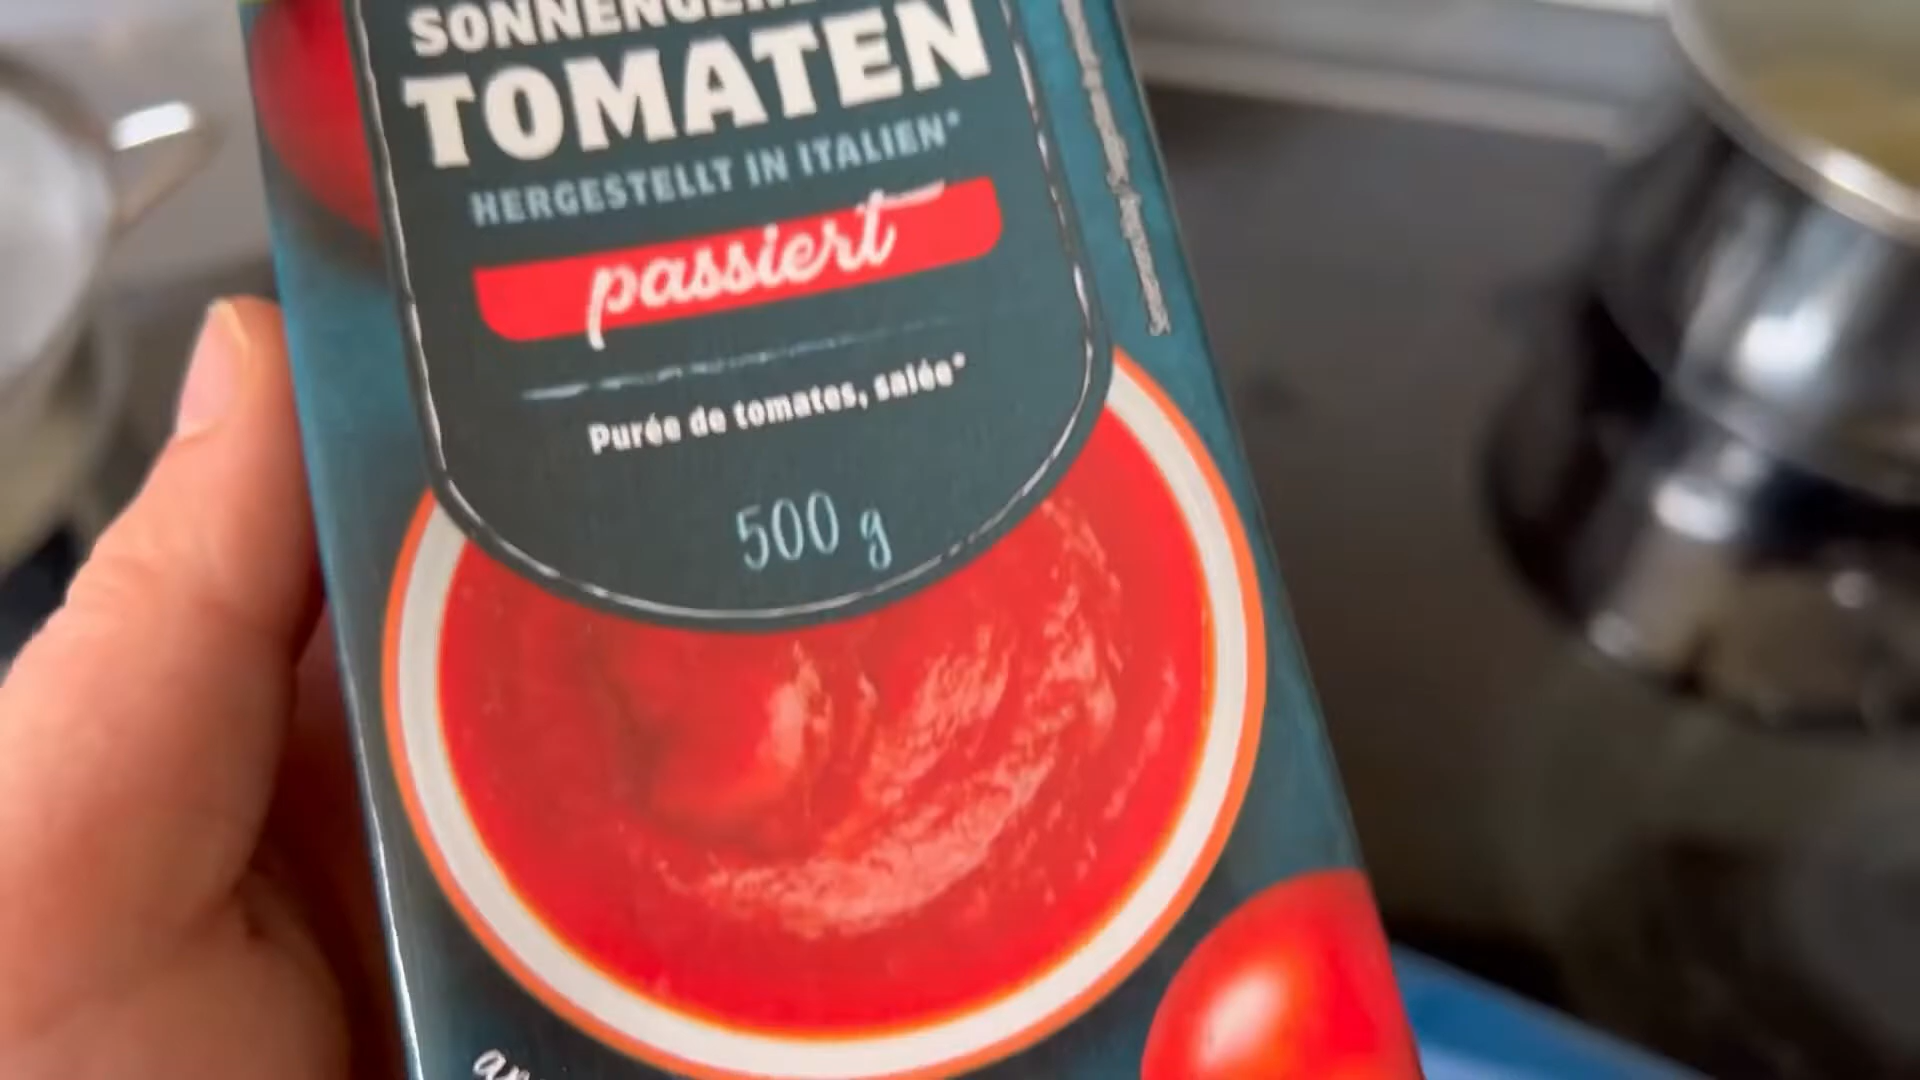 TOMATEN
HERGESTELLT IN ITALIEN*
passiert
Purée de tomates, salée*
500 g